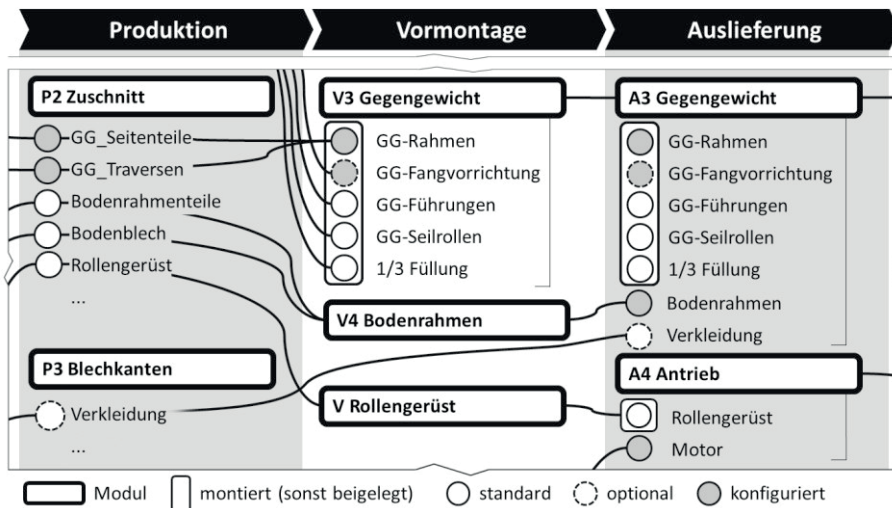 Produktion
Vormontage
Auslieferung
P2 Zuschnitt
GG_Seitenteile
GG_Traversen
Bodenrahmenteile
Bodenblech
Rollengerüst
...
P3 Blechkanten
Verkleidung
...
V3 Gegengewicht
GG-Rahmen
GG-Fangvorrichtung
GG-Führungen
GG-Seilrollen
1/3 Füllung
V4 Bodenrahmen
V Rollengerüst
A3 Gegengewicht
GG-Rahmen
GG-Fangvorrichtung
GG-Führungen
GG-Seilrollen
1/3 Füllung
Bodenrahmen
Verkleidung
A4 Antrieb
Rollengerüst
Motor
Modul
montiert (sonst beigelegt)
standard
optional
konfiguriert